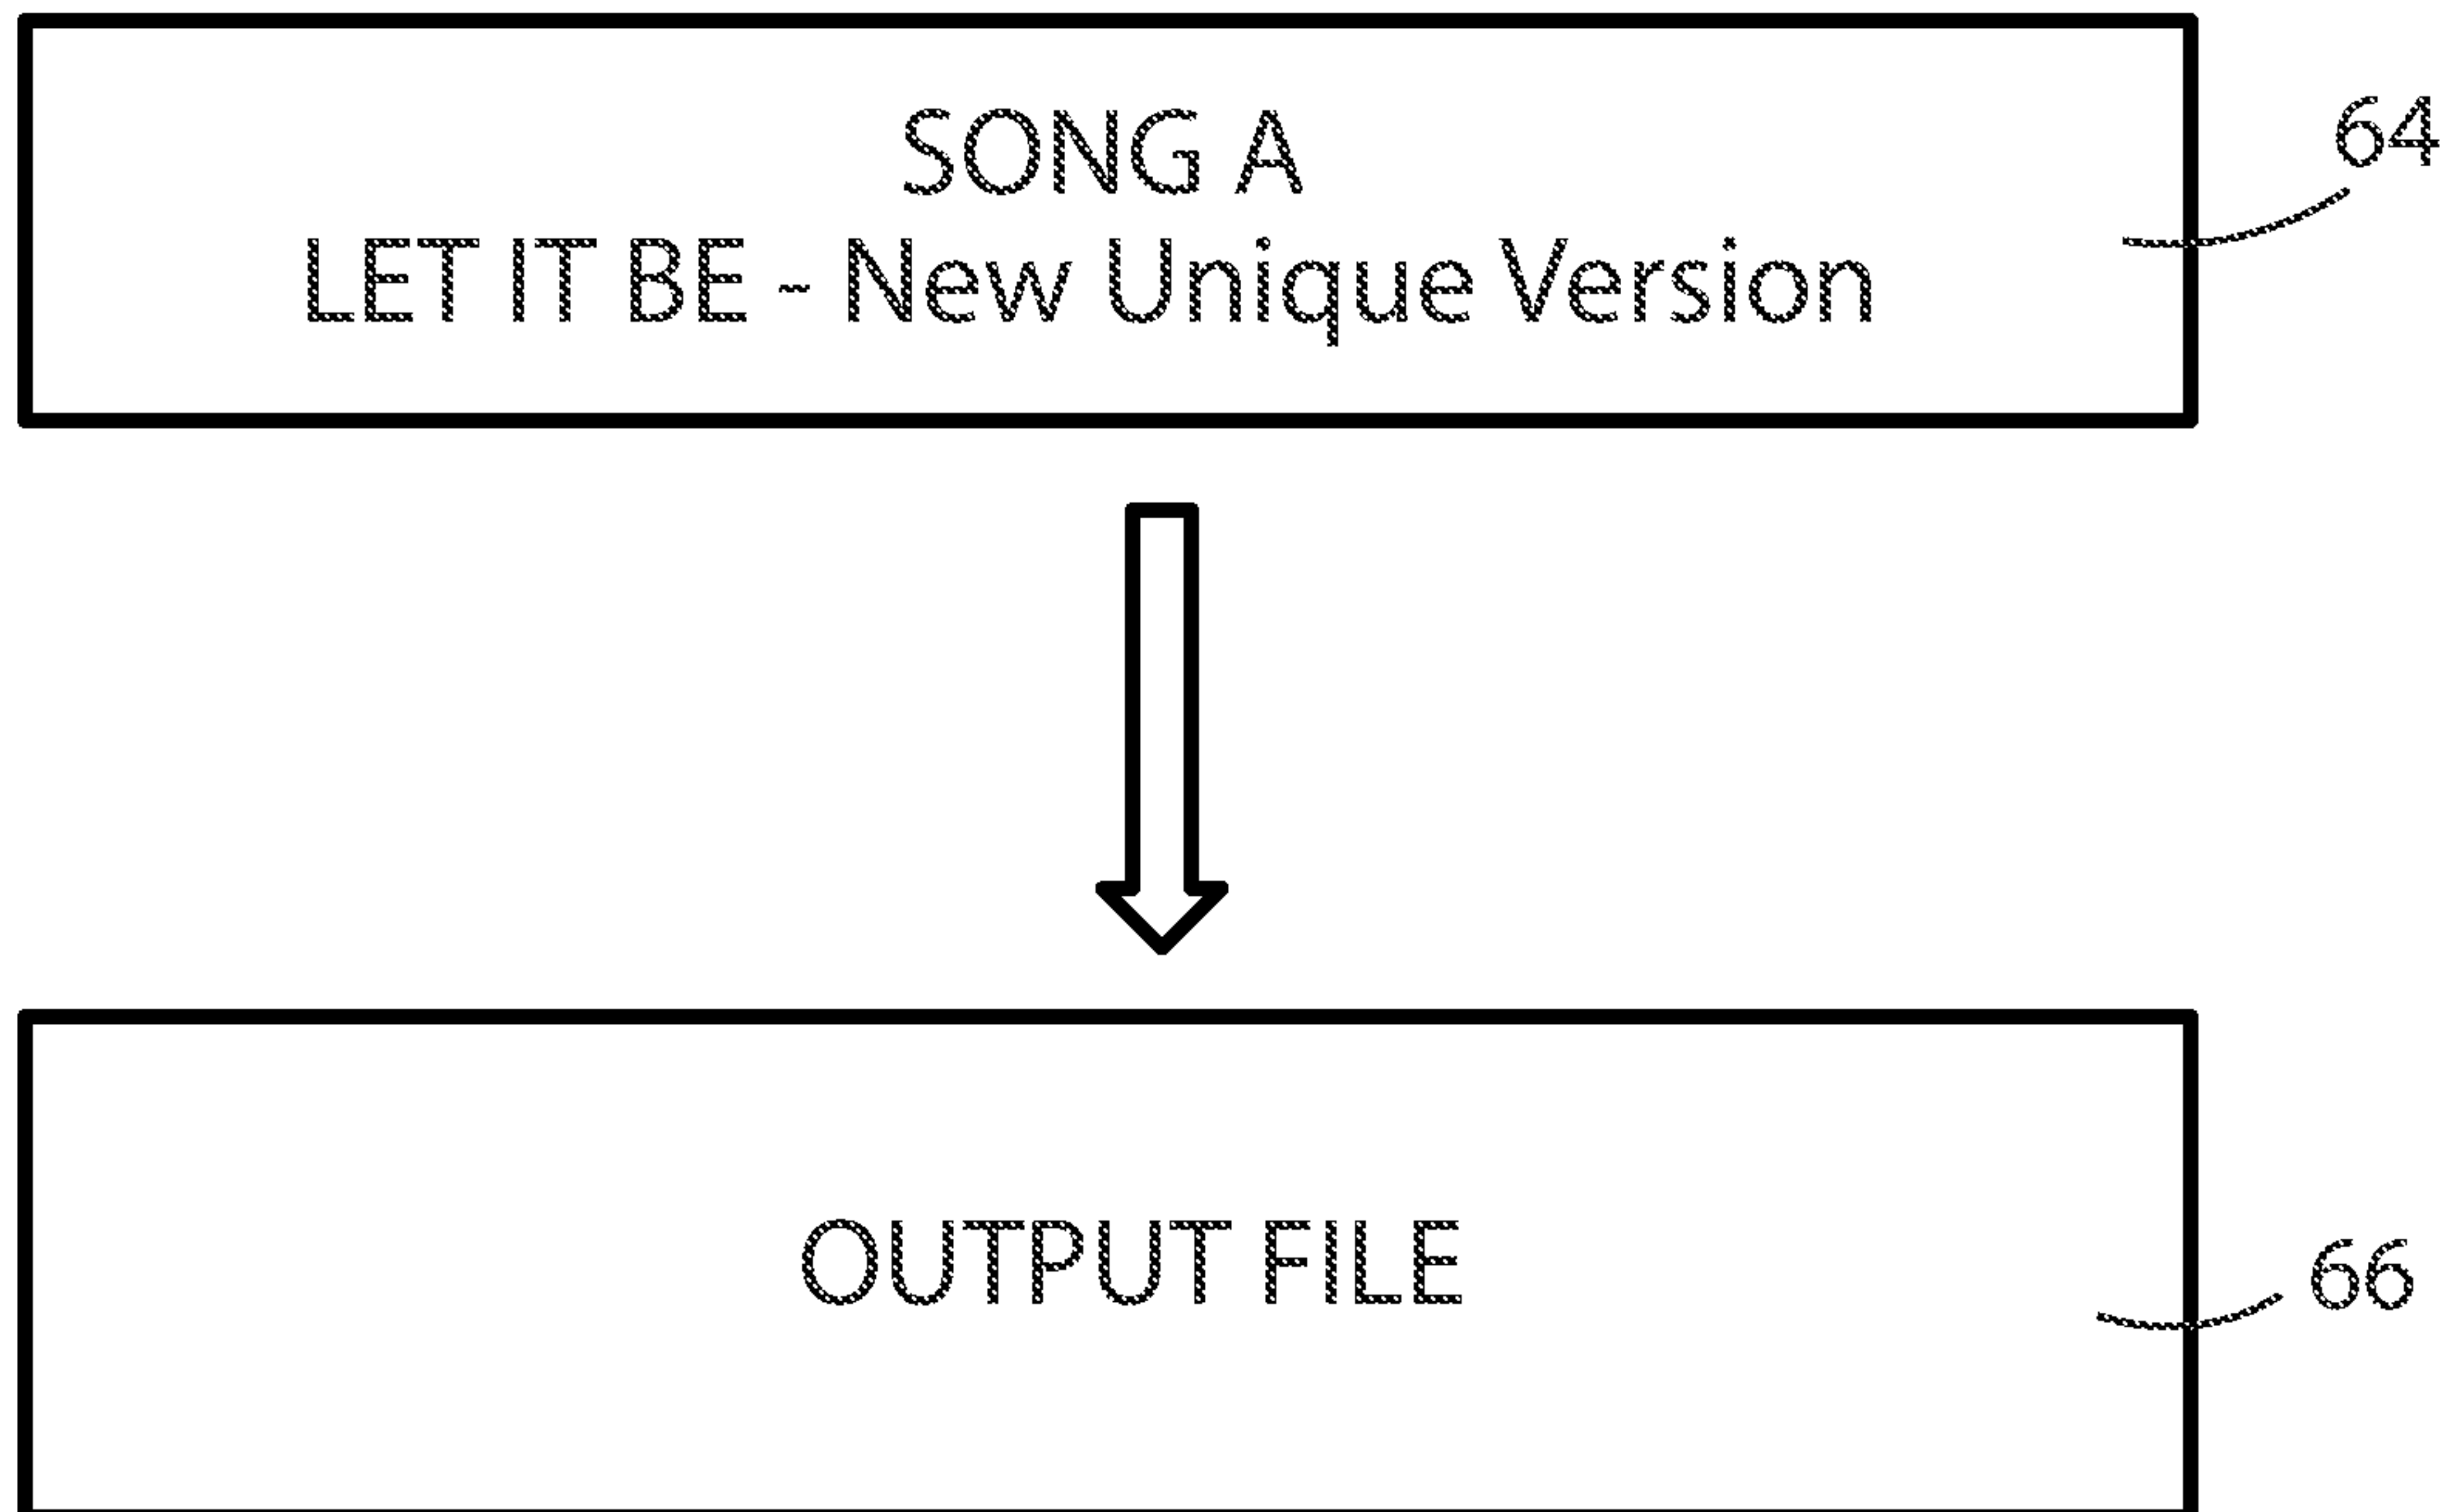 SONG A
64
LET IT BE - New Unique Version
OUTPUT FILE
66